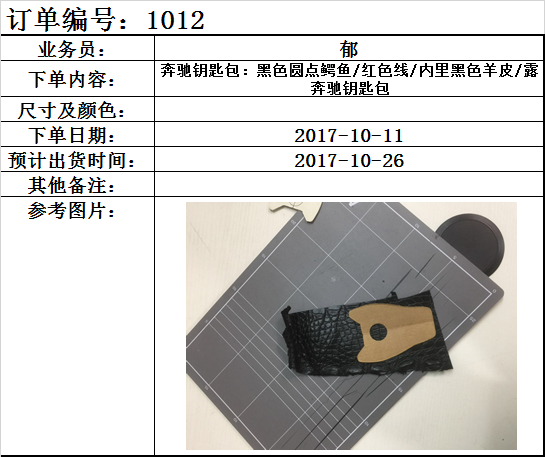 订单编号：1012
业务员：
郁
下单内容：
奔驰钥匙包：黑色圆点鳄鱼/红色线/内里黑色羊皮/露
奔驰钥匙包
尺寸及颜色：
下单日期：
2017-10-11
预计出货时间：
2017-10-26
其他备注：
参考图片：